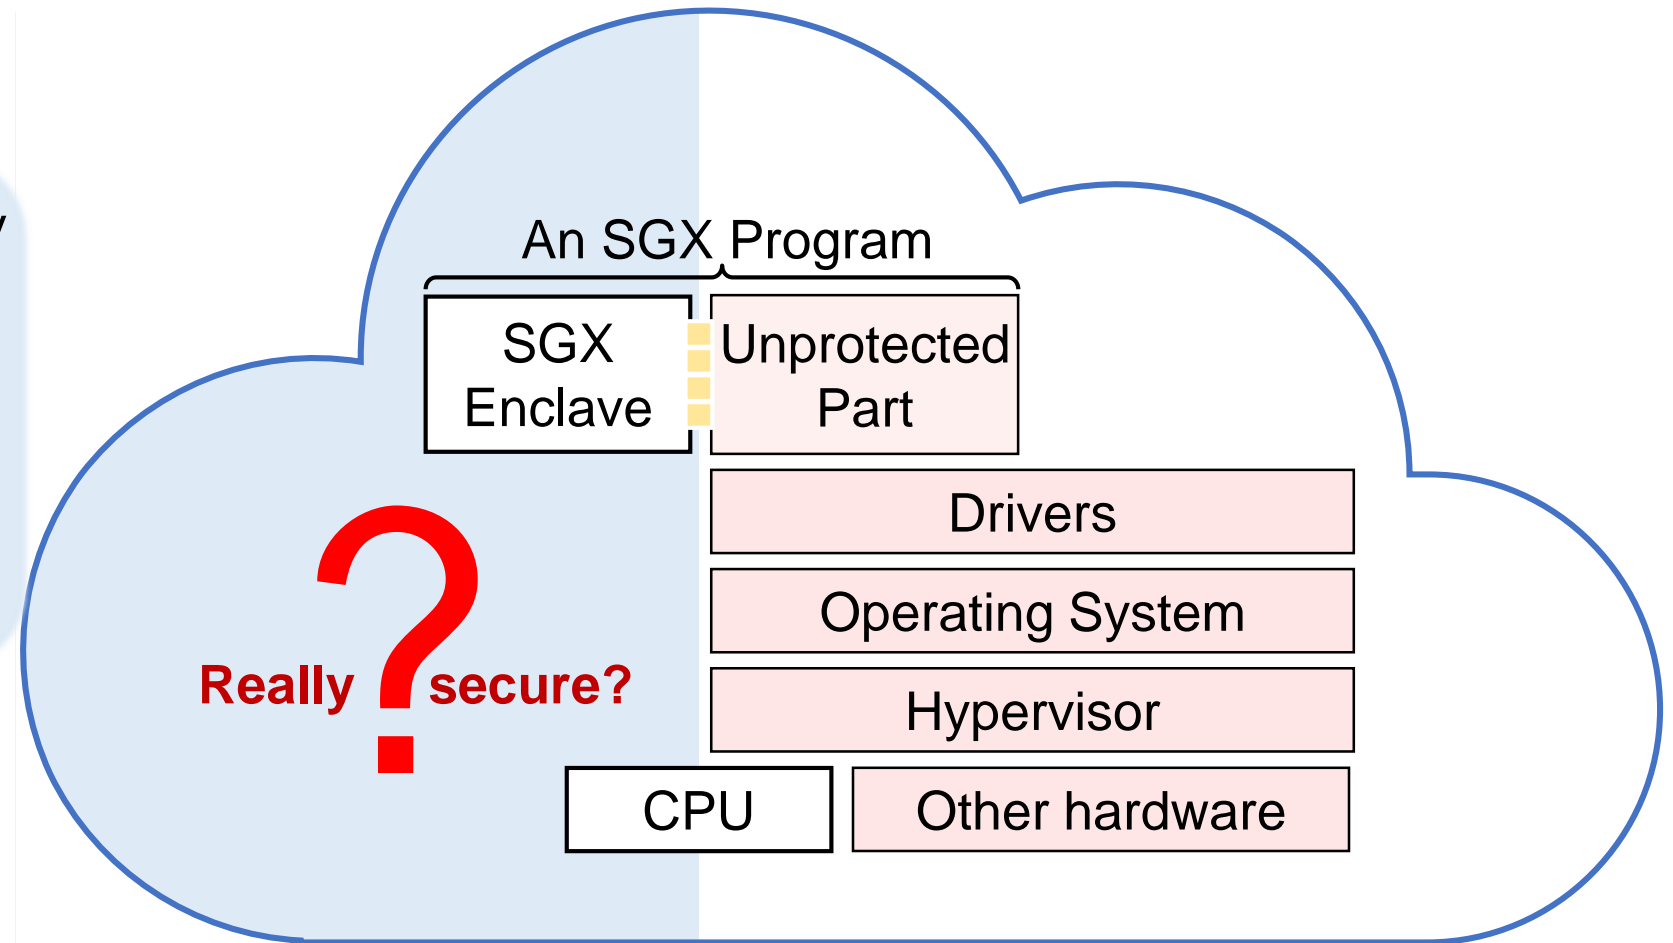 An SGX Program
SGX
Enclave
Unprotected
Part
Drivers
Operating System
Really secure?
Hypervisor
CPU
Other hardware